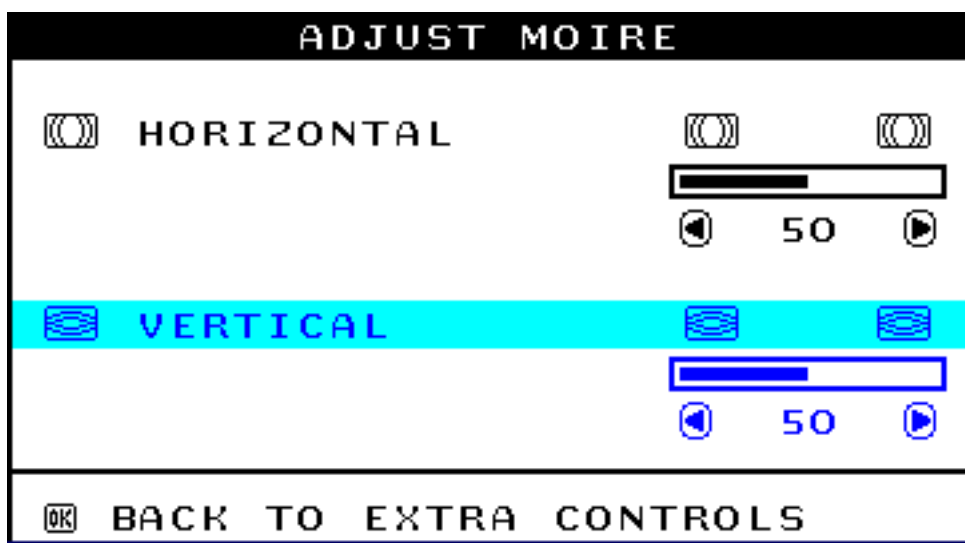 ADJUST MOIRE
HORIZONTAL
50
VERTICAL
50
OK BACK TO EXTRA CONTROLS